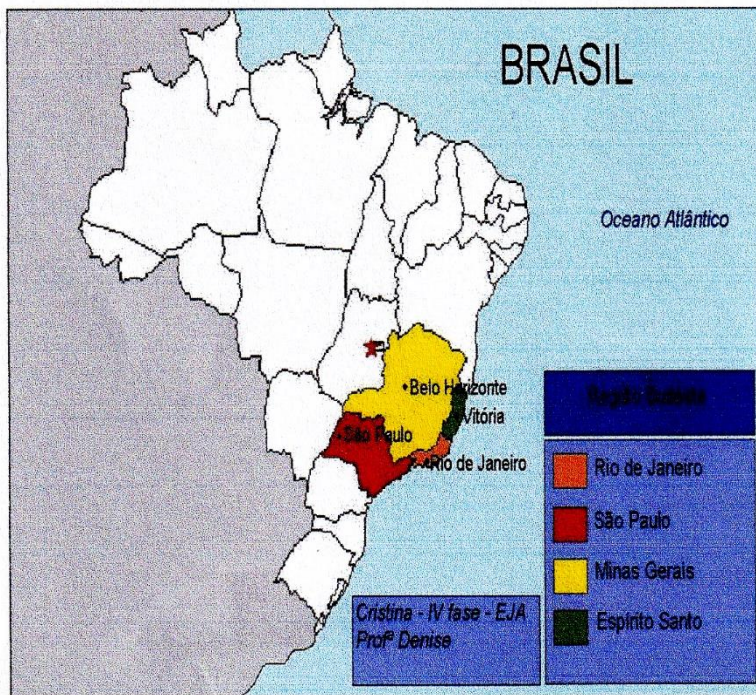 BRASIL
Oceano Atlântico
Belo Horizonte
Vitória
São Paulo
Rio de Janeiro
Região Sudeste
Rio de Janeiro
São Paulo
Minas Gerais
Espírito Santo
Cristina - IV fase - EJA
Profª Denise